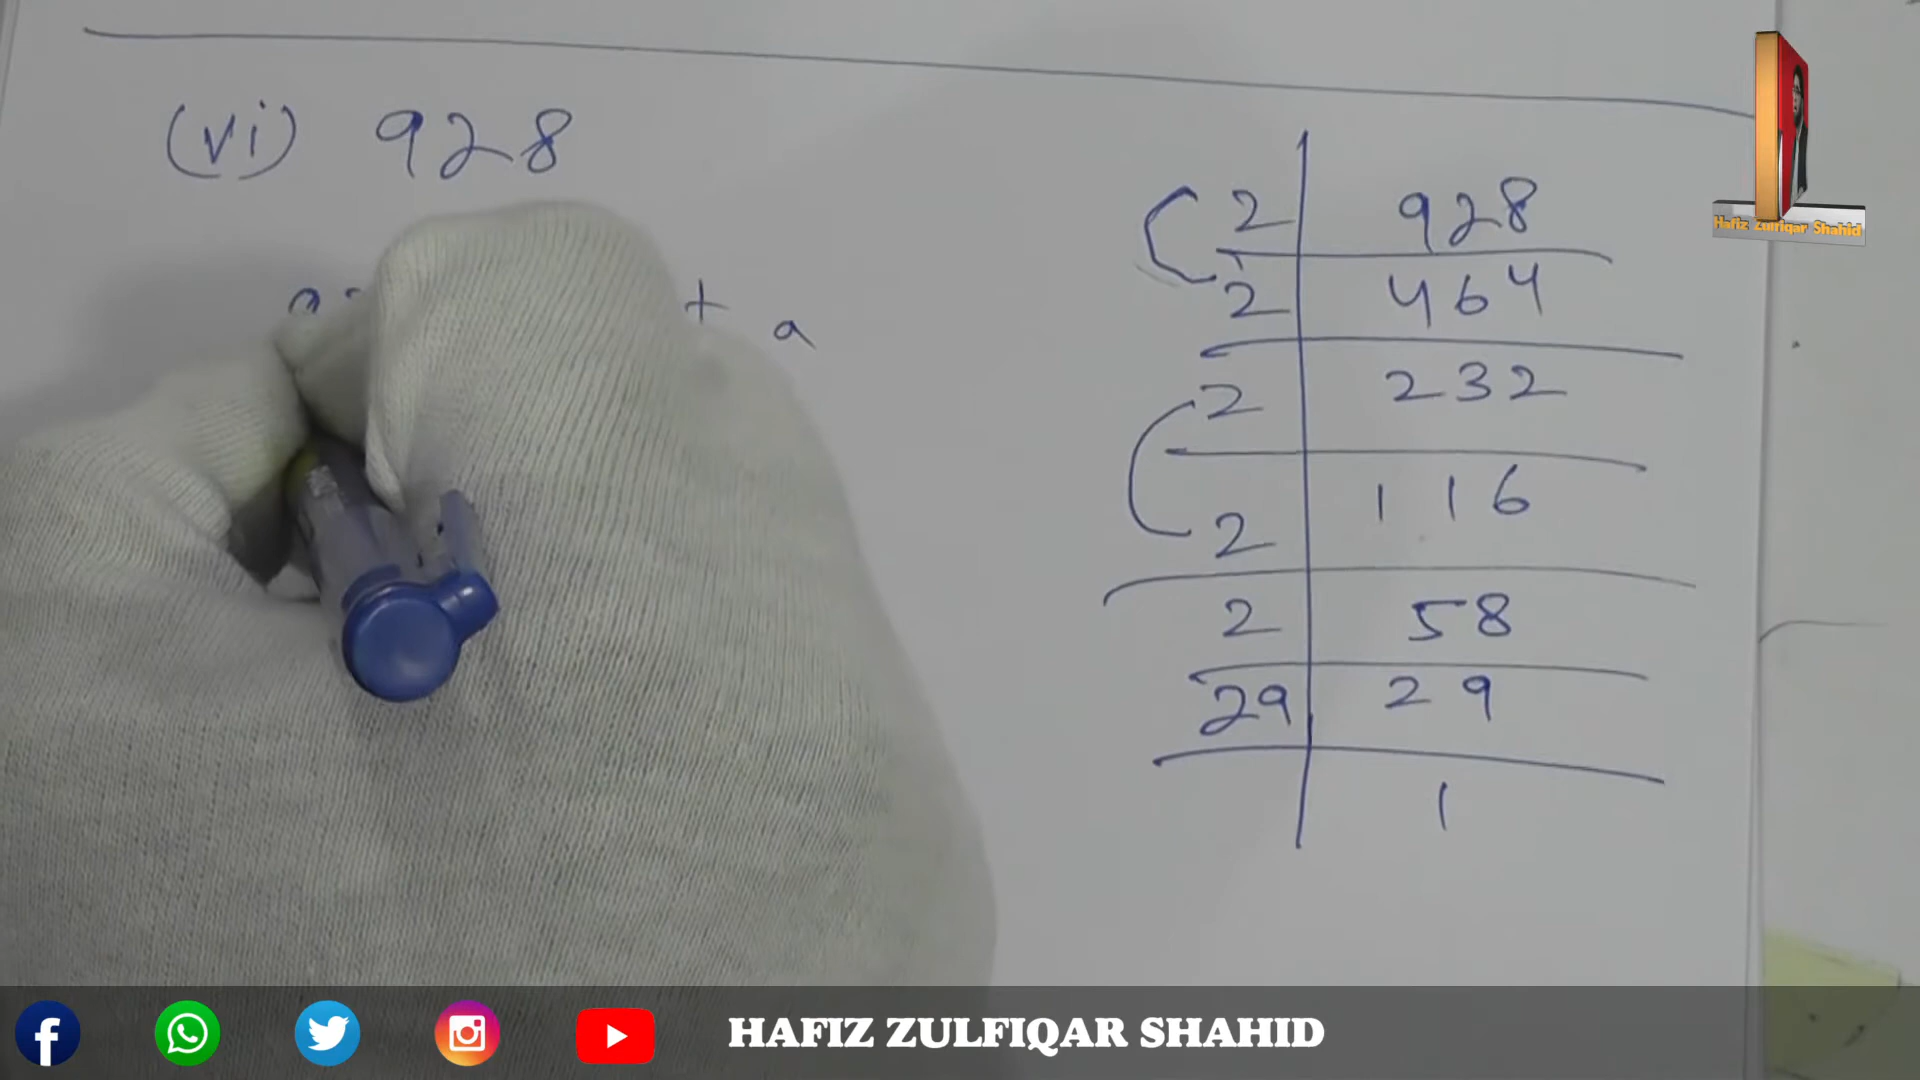 (vi) 928
+ a
2 | 928
2 | 464
2 | 232
2 | 116
2 | 58
29 | 29
1
Hafiz Zulfiqar Shahid
HAFIZ ZULFIQAR SHAHID